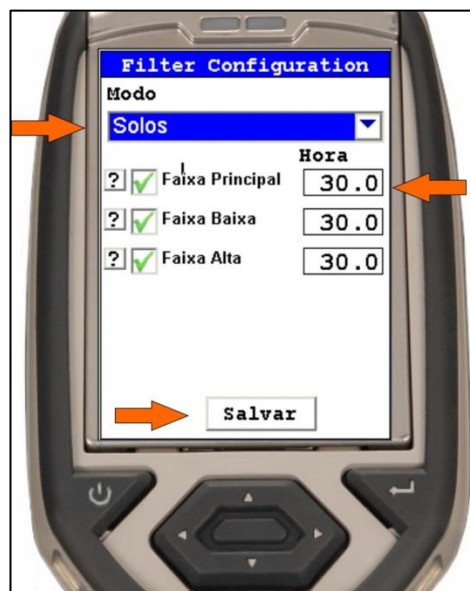 Filter Configuration
Modo
Solos
Hora
? Faixa Principal 30.0
? Faixa Baixa 30.0
? Faixa Alta 30.0
Salvar